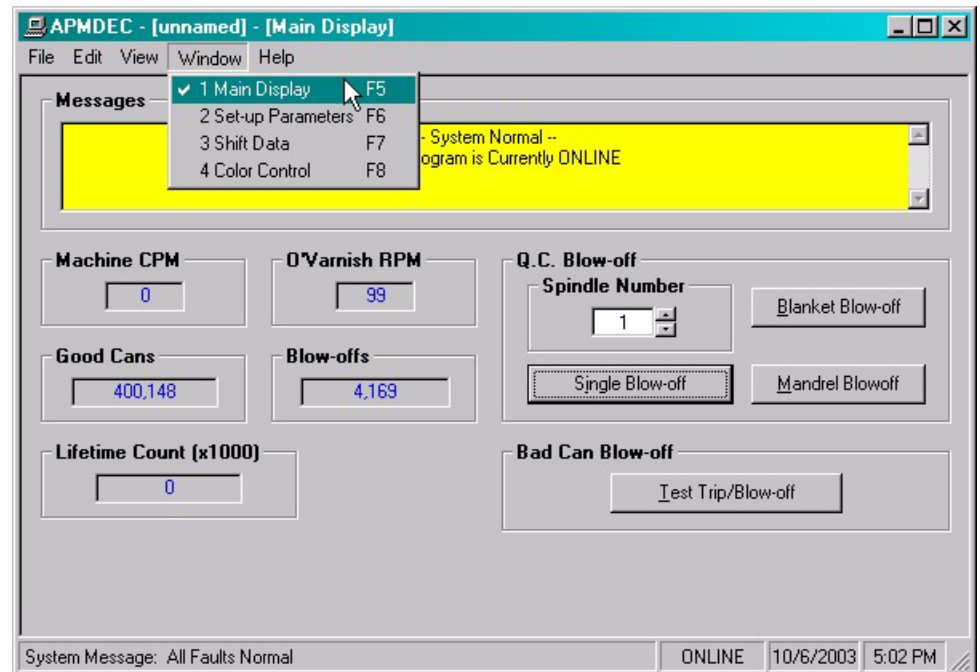 APMDEC - [unnamed] - [Main Display]
File Edit View Window Help
1 Main Display F5
2 Set-up Parameters F6
3 Shift Data F7
4 Color Control F8
Messages
- System Normal --
ogram is Currently ONLINE
Machine CPM
0
O'Varnish RPM
99
Good Cans
400,148
Blow-offs
4,169
Lifetime Count (x1000)
0
Q.C. Blow-off
Spindle Number
1
Blanket Blow-off
Single Blow-off
Mandrel Blowoff
Bad Can Blow-off
Test Trip/Blow-off
System Message: All Faults Normal
ONLINE
10/6/2003
5:02 PM